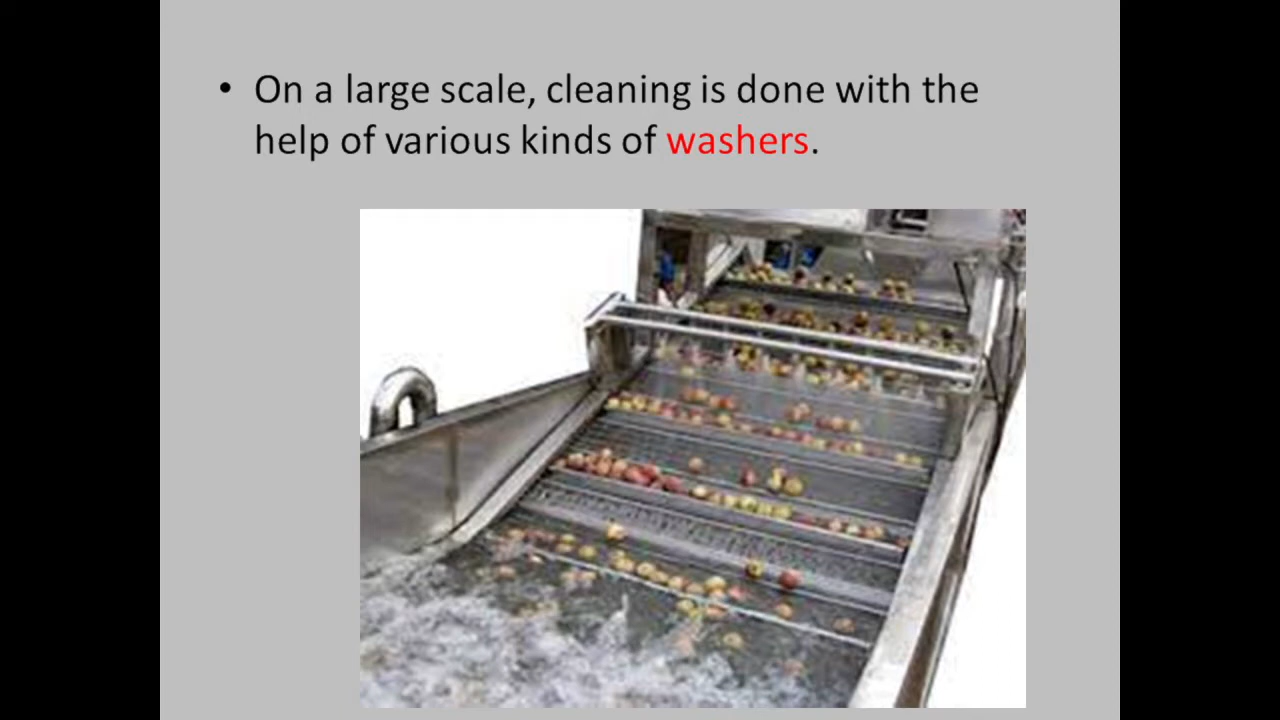 • On a large scale, cleaning is done with the
help of various kinds of washers.